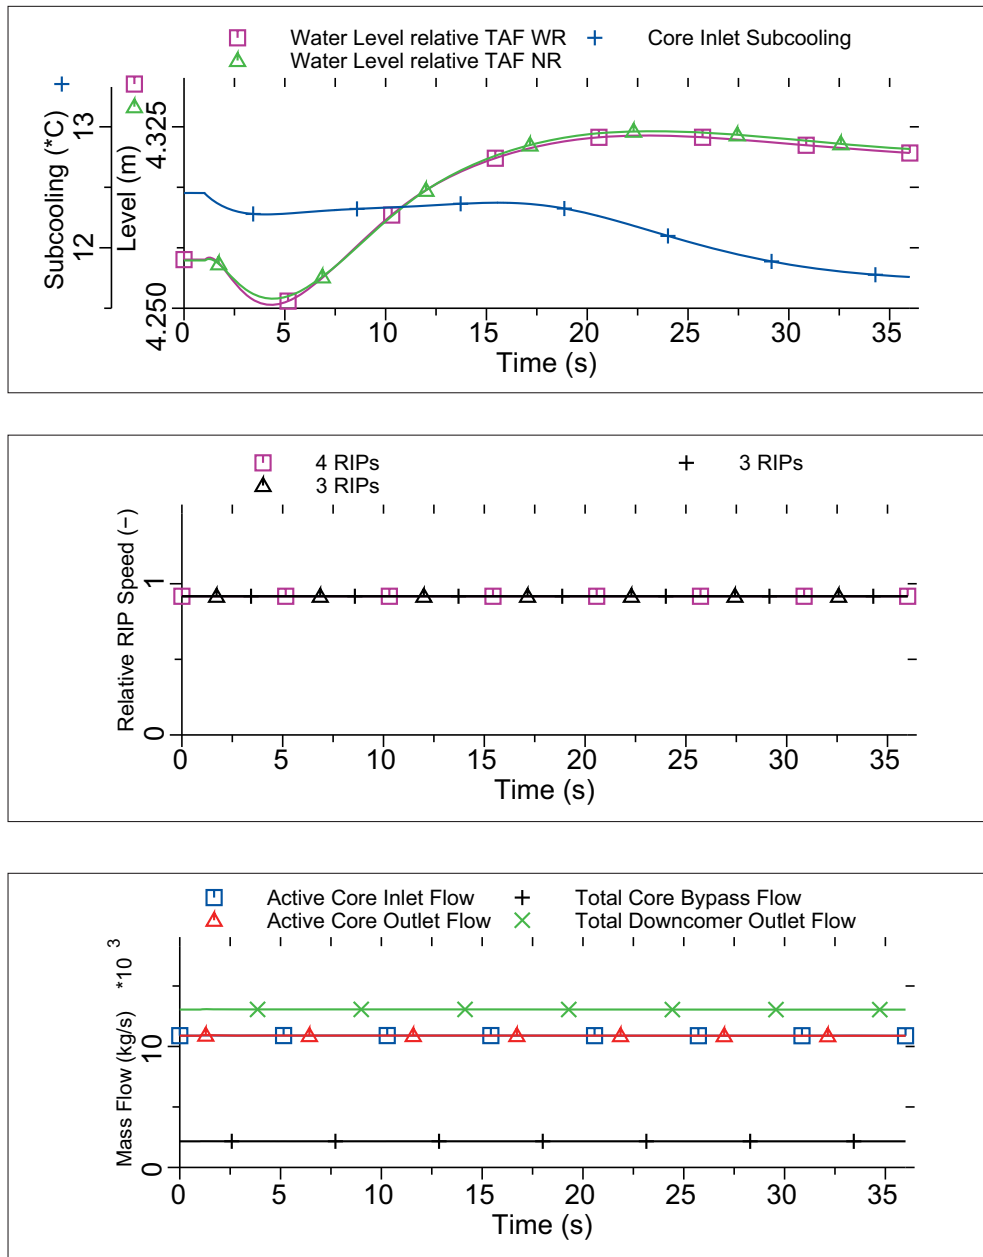 Water Level relative TAF WR
Core Inlet Subcooling
Water Level relative TAF NR
Subcooling (*C)
12
13
Level (m)
4.250
4.325
0 5 10 15 20 25 30 35
Time (s)
4 RIPs
3 RIPs
3 RIPs
Relative RIP Speed (−)
0
1
0 5 10 15 20 25 30 35
Time (s)
Active Core Inlet Flow
Total Core Bypass Flow
Active Core Outlet Flow
Total Downcomer Outlet Flow
Mass Flow (kg/s) *10 3
0
10
0 5 10 15 20 25 30 35
Time (s)